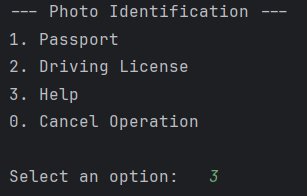 --- Photo Identification ---
1. Passport
2. Driving License
3. Help
0. Cancel Operation
Select an option:   3